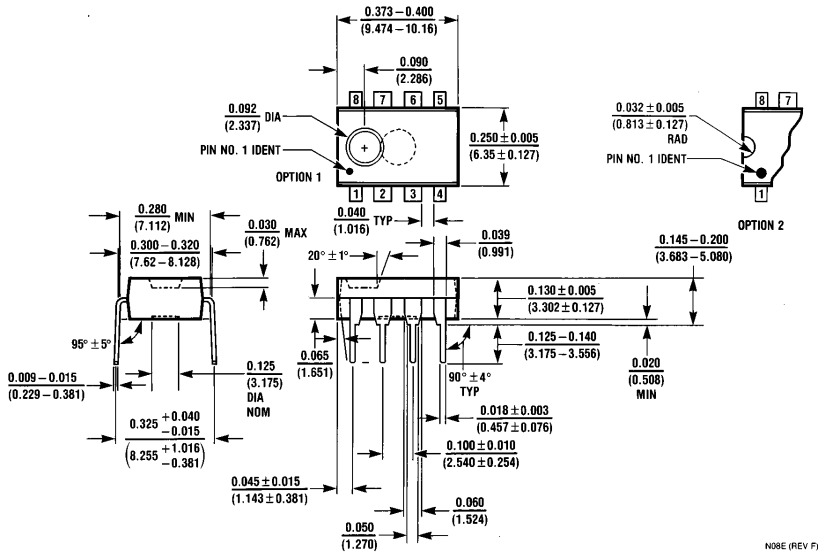 0.373–0.400
(9.474–10.16)
0.090
(2.286)
8 7 6 5
0.092 DIA
(2.337)
PIN NO. 1 IDENT
OPTION 1
1 2 3 4
0.250 ± 0.005
(6.35 ± 0.127)
8 7
0.032 ± 0.005
(0.813 ± 0.127)
RAD
PIN NO. 1 IDENT
1
OPTION 2
0.280 MIN
(7.112)
0.300–0.320
(7.62–8.128)
0.030 MAX
(0.762)
0.040 TYP
(1.016)
20° ± 1°
0.039
(0.991)
0.145–0.200
(3.683–5.080)
0.130 ± 0.005
(3.302 ± 0.127)
95° ± 5°
0.009–0.015
(0.229–0.381)
0.125
(3.175)
DIA
NOM
0.065
(1.651)
0.125–0.140
(3.175–3.556)
90° ± 4°
TYP
0.020
(0.508)
MIN
0.018 ± 0.003
(0.457 ± 0.076)
0.325 +0.040
–0.015
(8.255 +1.016
–0.381)
0.100 ± 0.010
(2.540 ± 0.254)
0.045 ± 0.015
(1.143 ± 0.381)
0.060
(1.524)
0.050
(1.270)
N08E (REV F)